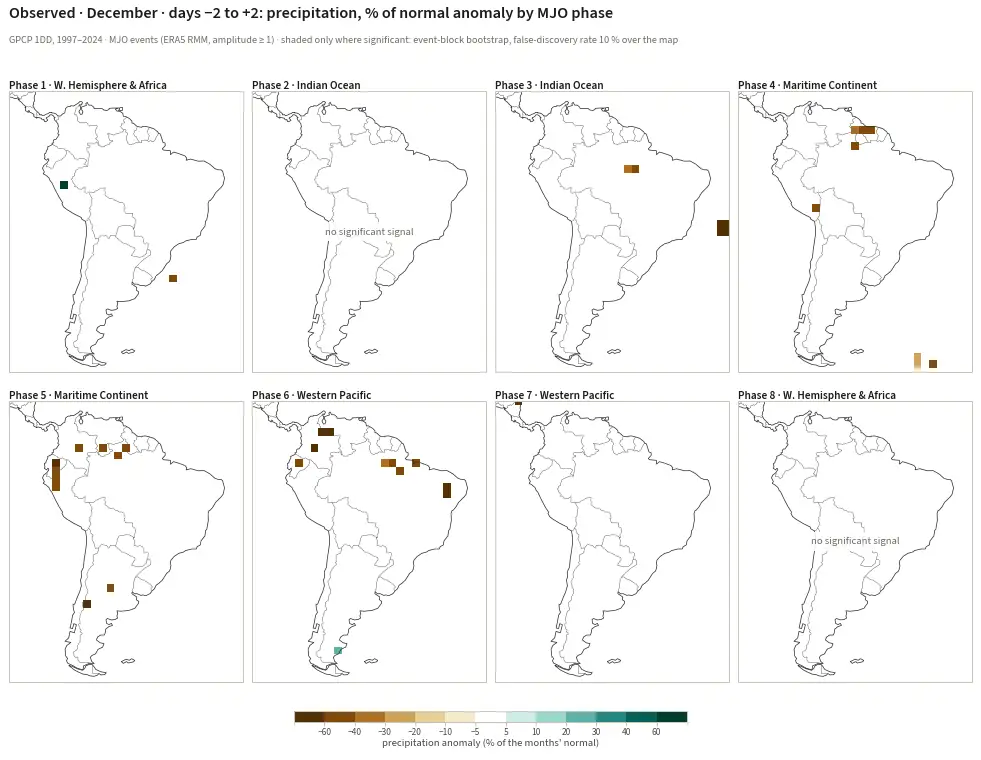 Observed · December · days −2 to +2: precipitation, % of normal anomaly by MJO phase
GPCP 1DD, 1997–2024 · MJO events (ERA5 RMM, amplitude ≥ 1) · shaded only where significant: event-block bootstrap, false-discovery rate 10 % over the map
Phase 1 · W. Hemisphere & Africa
Phase 2 · Indian Ocean
Phase 3 · Indian Ocean
Phase 4 · Maritime Continent
no significant signal
Phase 5 · Maritime Continent
Phase 6 · Western Pacific
Phase 7 · Western Pacific
Phase 8 · W. Hemisphere & Africa
no significant signal
−60 −40 −30 −20 −10 −5 5 10 20 30 40 60
precipitation anomaly (% of the months' normal)